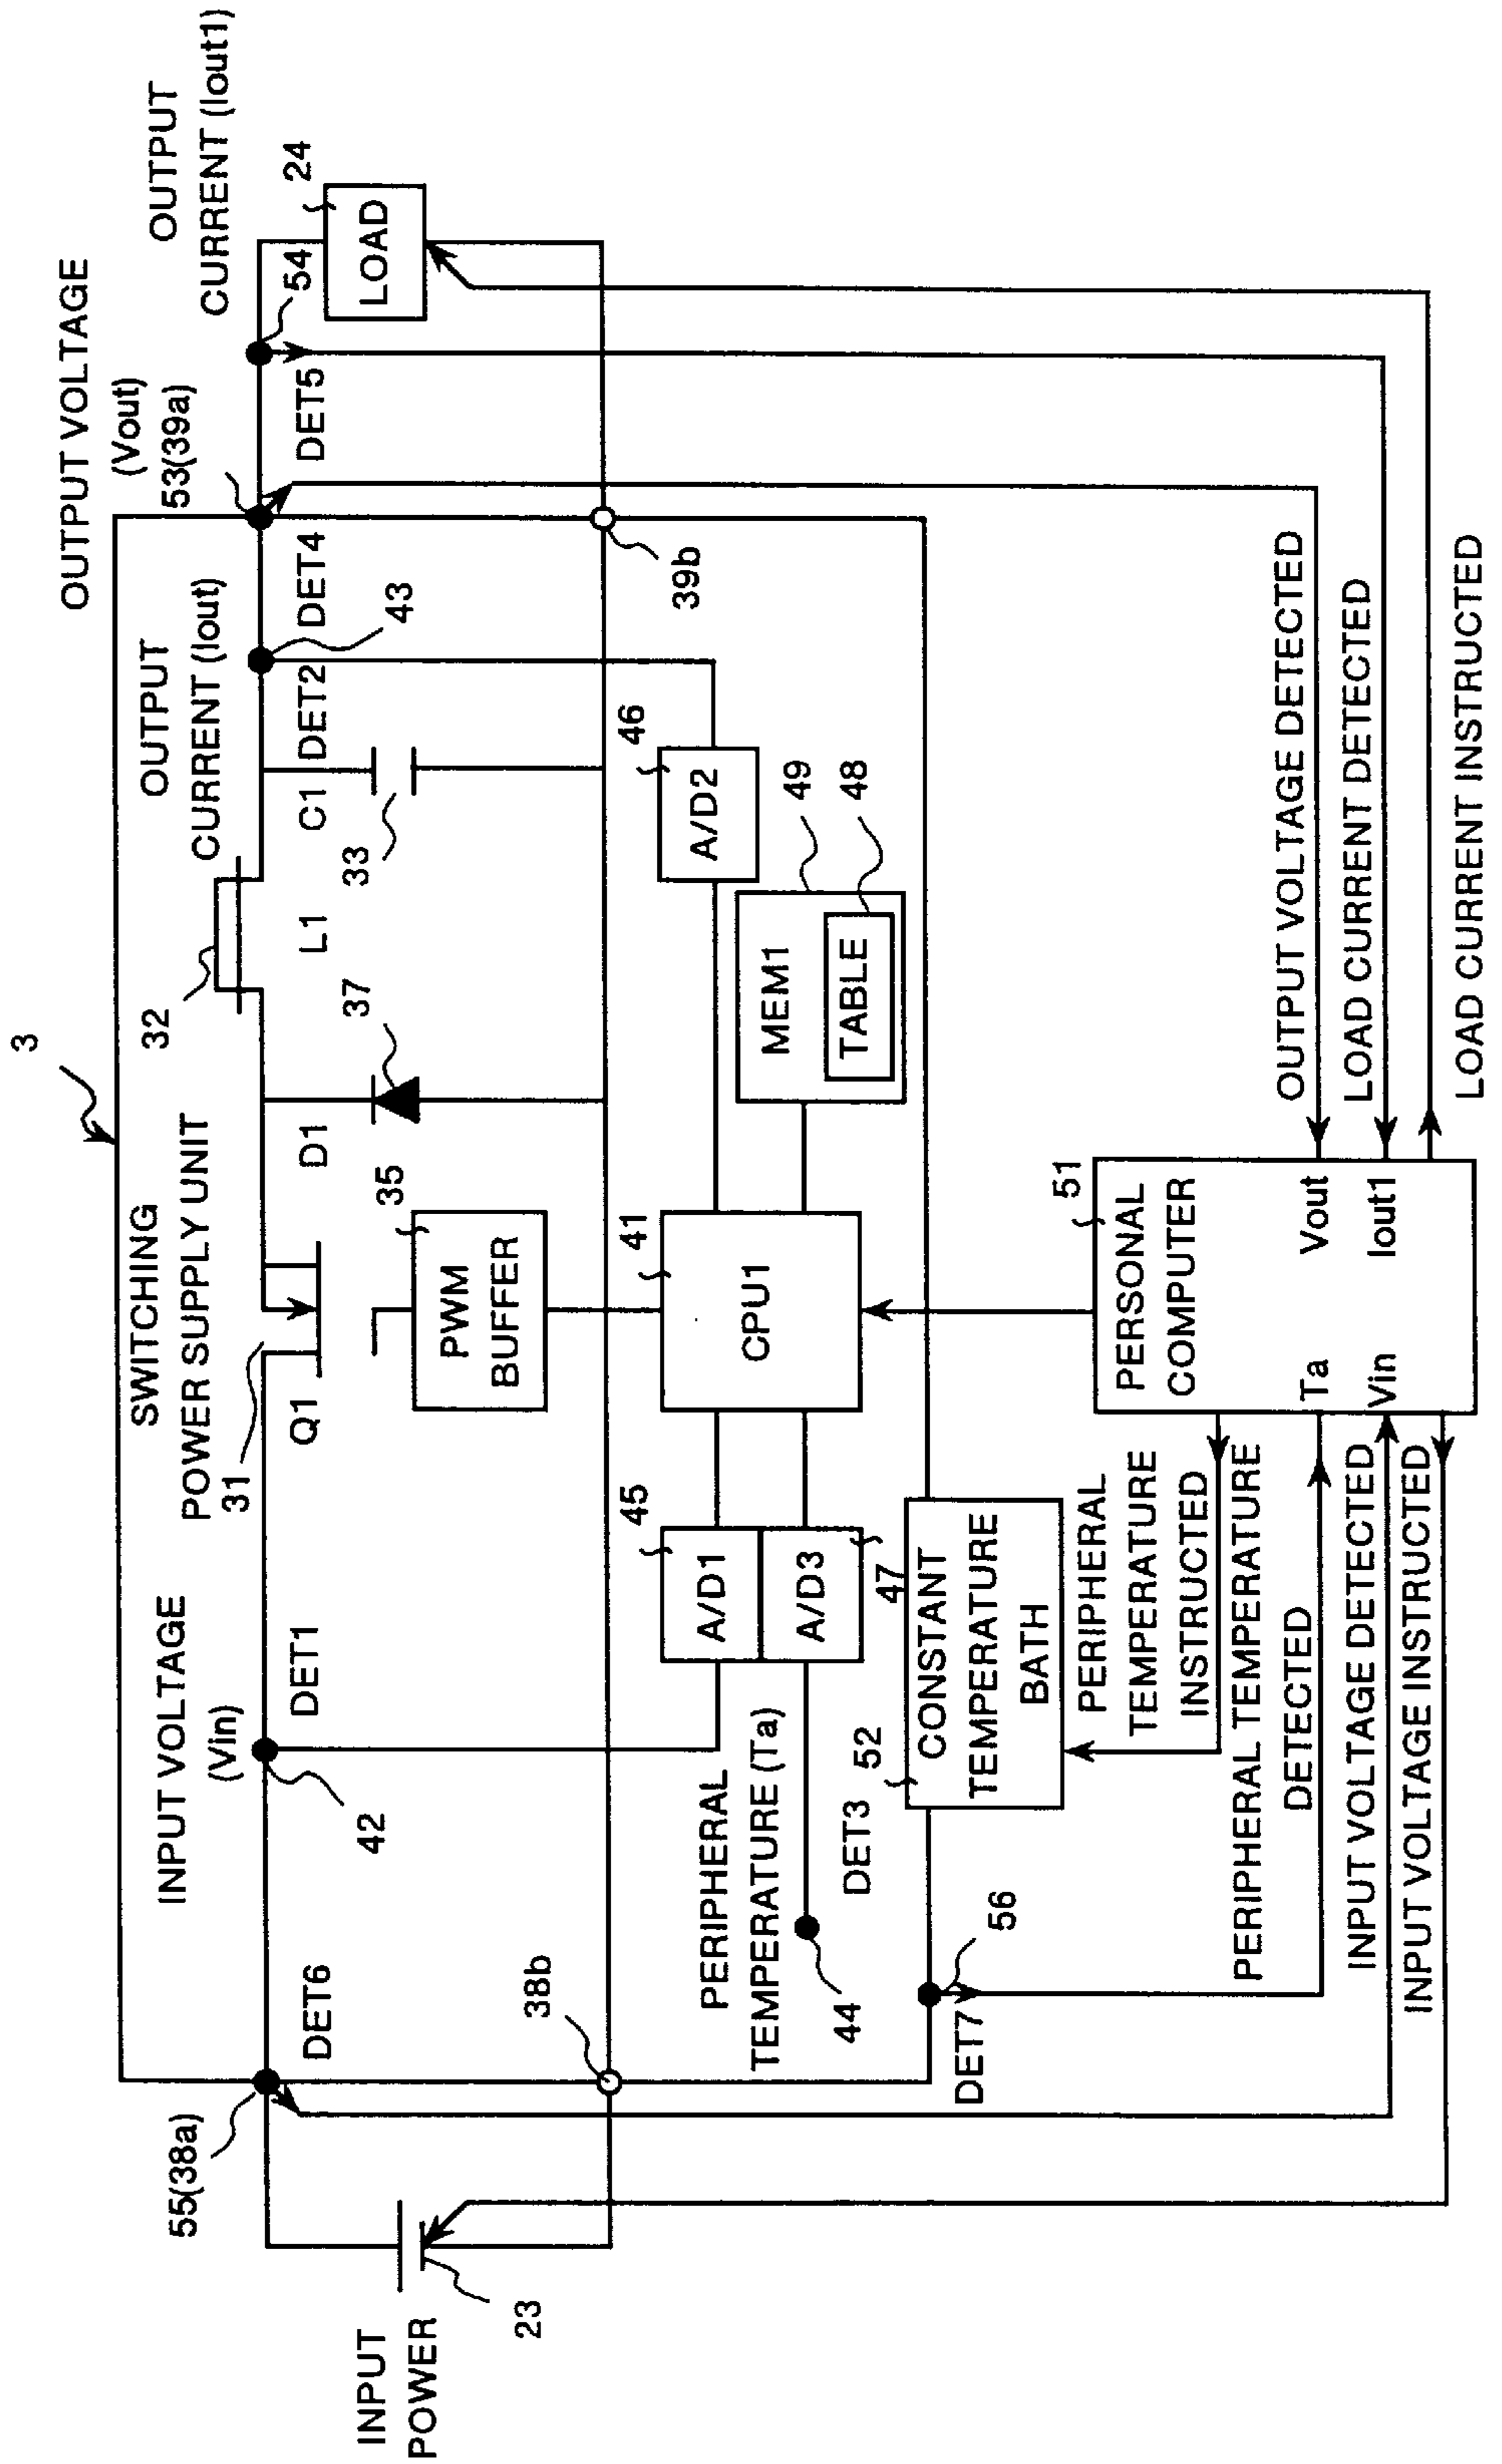 3
SWITCHING
POWER SUPPLY UNIT
INPUT VOLTAGE
(Vin)
OUTPUT
CURRENT (Iout)
OUTPUT VOLTAGE
(Vout)
53(39a)
OUTPUT
CURRENT (Iout1)
55(38a)
DET6
DET1
42
31
Q1
D1
37
32
L1
C1
33
DET2
43
DET4
DET5
54
24
LOAD
INPUT
POWER
23
38b
39b
35
PWM
BUFFER
41
CPU1
45
A/D1
A/D3
47
46
A/D2
49
MEM1
48
TABLE
PERIPHERAL
TEMPERATURE (Ta)
44
DET3
52
CONSTANT
TEMPERATURE
BATH
DET7
56
51
PERSONAL
COMPUTER
Ta
Vin
Vout
Iout1
PERIPHERAL
TEMPERATURE
INSTRUCTED
PERIPHERAL TEMPERATURE
DETECTED
INPUT VOLTAGE DETECTED
INPUT VOLTAGE INSTRUCTED
OUTPUT VOLTAGE DETECTED
LOAD CURRENT DETECTED
LOAD CURRENT INSTRUCTED